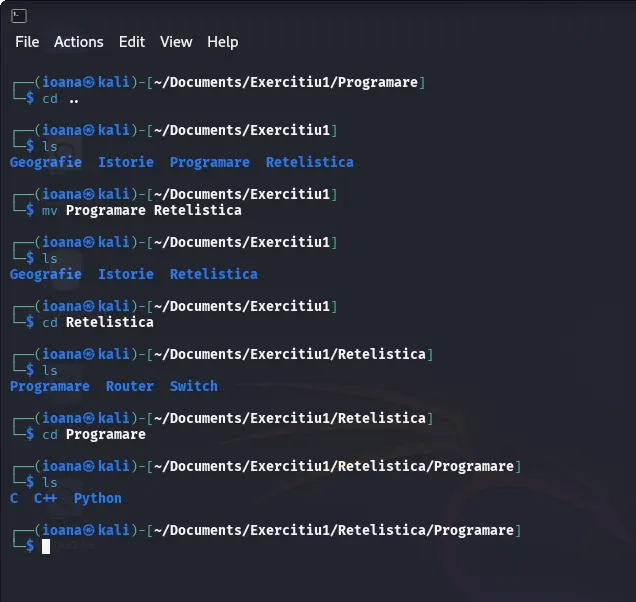 File Actions Edit View Help
┌──(ioana㉿kali)-[~/Documents/Exercitiu1/Programare]
└─$ cd ..
┌──(ioana㉿kali)-[~/Documents/Exercitiu1]
└─$ ls
Geografie Istorie Programare Retelistica
┌──(ioana㉿kali)-[~/Documents/Exercitiu1]
└─$ mv Programare Retelistica
┌──(ioana㉿kali)-[~/Documents/Exercitiu1]
└─$ ls
Geografie Istorie Retelistica
┌──(ioana㉿kali)-[~/Documents/Exercitiu1]
└─$ cd Retelistica
┌──(ioana㉿kali)-[~/Documents/Exercitiu1/Retelistica]
└─$ ls
Programare Router Switch
┌──(ioana㉿kali)-[~/Documents/Exercitiu1/Retelistica]
└─$ cd Programare
┌──(ioana㉿kali)-[~/Documents/Exercitiu1/Retelistica/Programare]
└─$ ls
C C++ Python
┌──(ioana㉿kali)-[~/Documents/Exercitiu1/Retelistica/Programare]
└─$